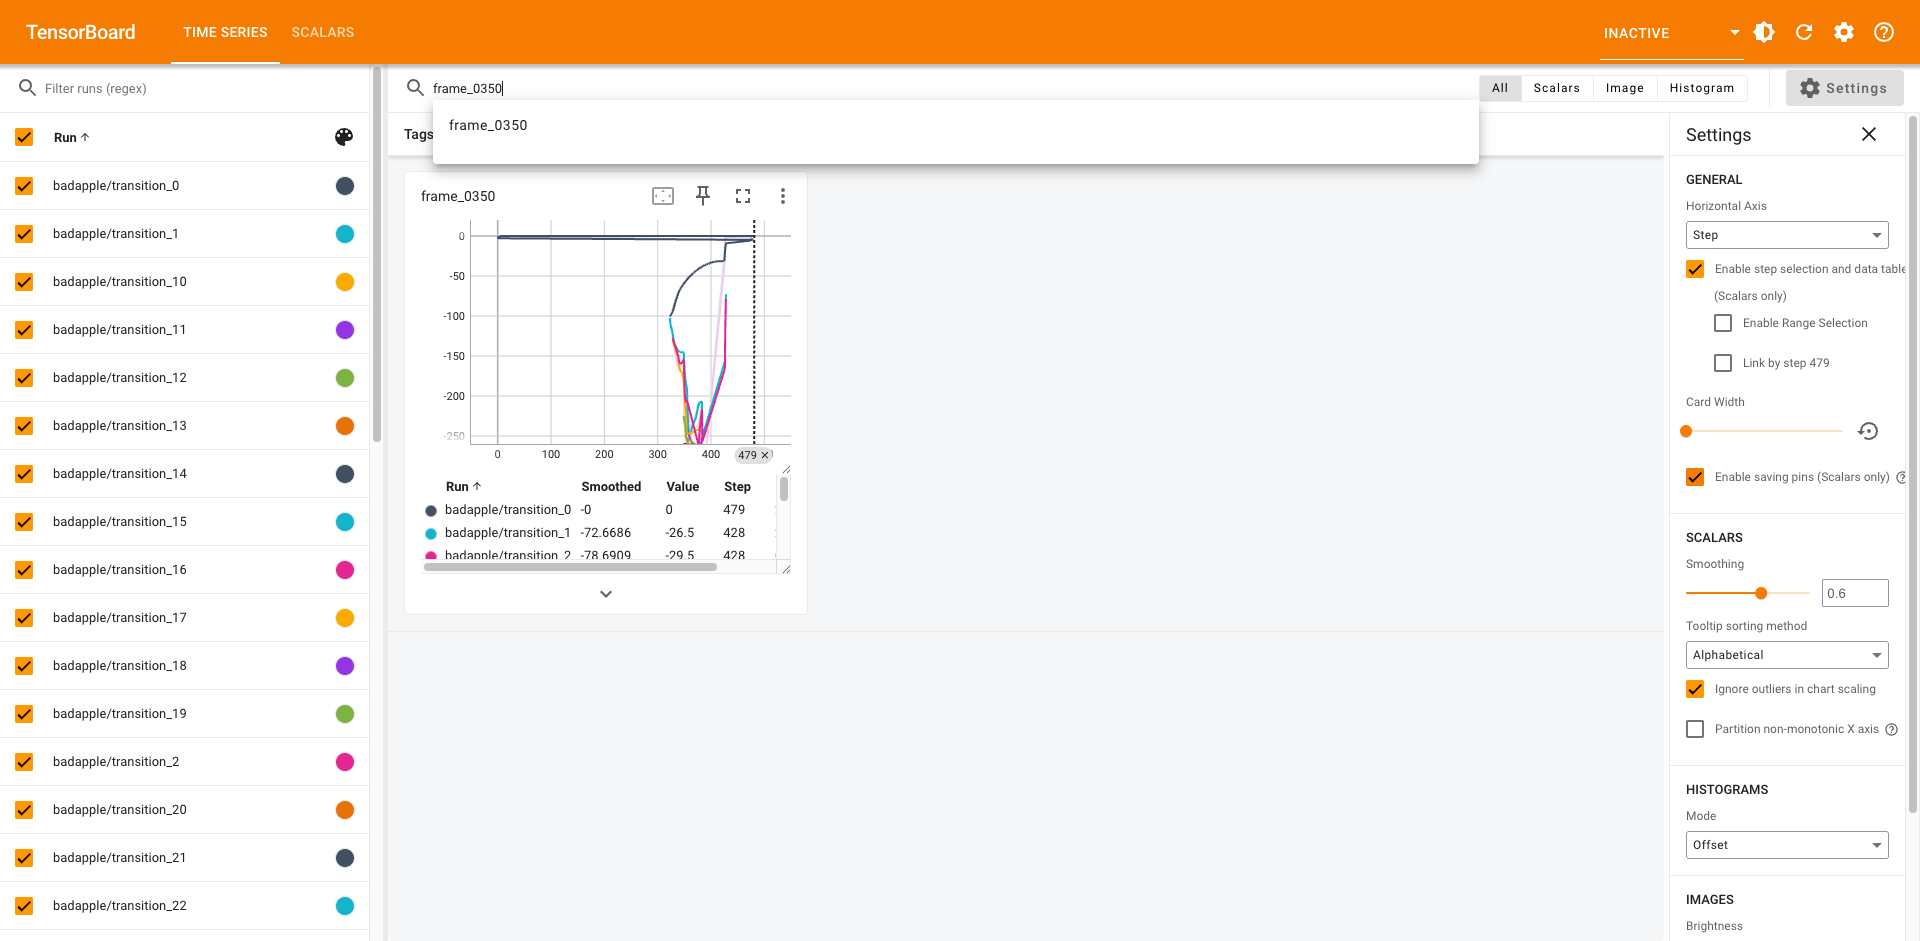 TensorBoard
TIME SERIES
SCALARS
INACTIVE
Filter runs (regex)
frame_0350
All
Scalars
Image
Histogram
Settings
frame_0350
Run
Tags
badapple/transition_0
badapple/transition_1
badapple/transition_10
badapple/transition_11
badapple/transition_12
badapple/transition_13
badapple/transition_14
badapple/transition_15
badapple/transition_16
badapple/transition_17
badapple/transition_18
badapple/transition_19
badapple/transition_2
badapple/transition_20
badapple/transition_21
badapple/transition_22
frame_0350
0
-50
-100
-150
-200
-250
0 100 200 300 400 479
Run Smoothed Value Step
badapple/transition_0 -0 0 479
badapple/transition_1 -72.6686 -26.5 428
badapple/transition_2 -78.6909 -29.5 428
Settings
GENERAL
Horizontal Axis
Step
Enable step selection and data table
(Scalars only)
Enable Range Selection
Link by step 479
Card Width
Enable saving pins (Scalars only)
SCALARS
Smoothing
0.6
Tooltip sorting method
Alphabetical
Ignore outliers in chart scaling
Partition non-monotonic X axis
HISTOGRAMS
Mode
Offset
IMAGES
Brightness